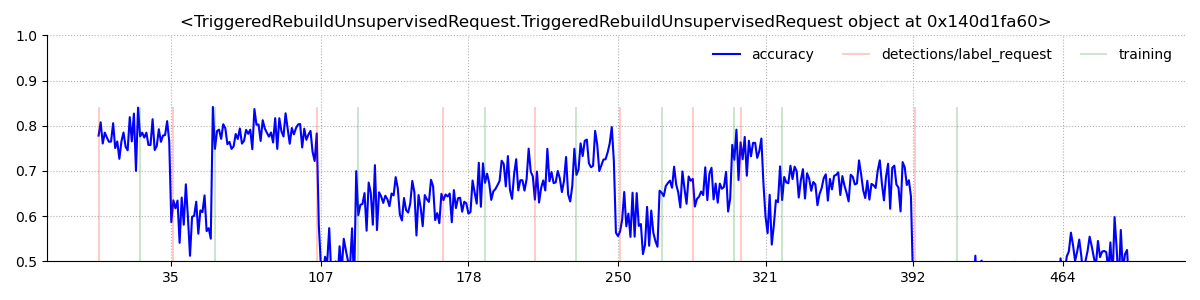 <TriggeredRebuildUnsupervisedRequest.TriggeredRebuildUnsupervisedRequest object at 0x140d1fa60>
accuracy detections/label_request training
1.0
0.9
0.8
0.7
0.6
0.5
35 107 178 250 321 392 464